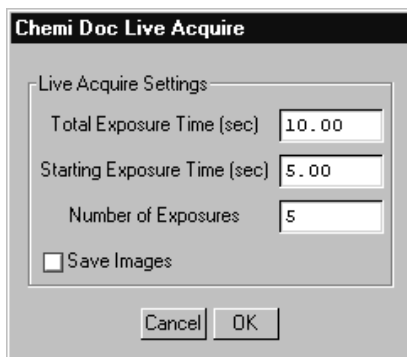 Chemi Doc Live Acquire
Live Acquire Settings
Total Exposure Time (sec) 10.00
Starting Exposure Time (sec) 5.00
Number of Exposures 5
Save Images
Cancel OK